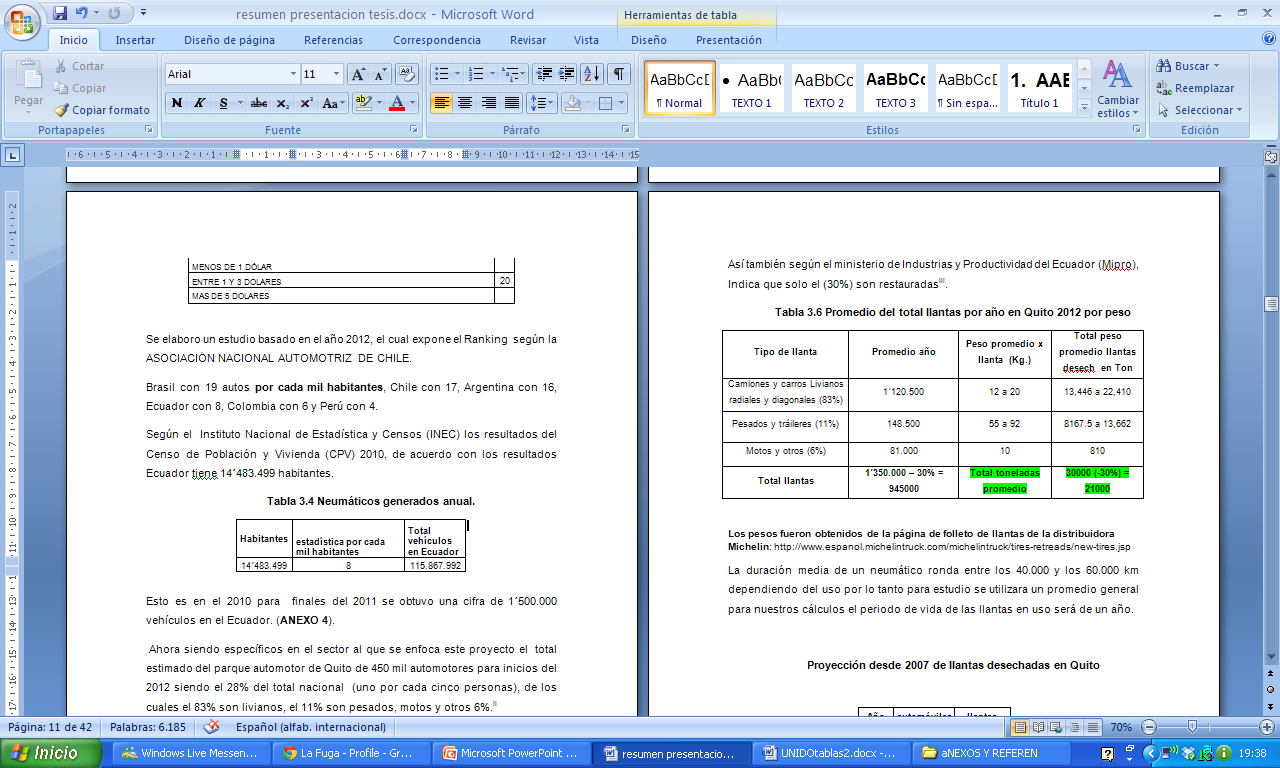 resumen presentacion tesis.docx - Microsoft Word
Herramientas de tabla
Inicio Insertar Diseño de página Referencias Correspondencia Revisar Vista Diseño Presentación
Pegar
Cortar
Copiar
Copiar formato
Portapapeles
Arial 11
N K S abc x₂ x² Aa
Fuente
Párrafo
AaBbCcD AaBbC AaBbCc AaBbCc AaBbCcD 1. AAE
¶ Normal TEXTO 1 TEXTO 2 TEXTO 3 ¶ Sin espa... Título 1
Cambiar estilos
Estilos
Buscar
Reemplazar
Seleccionar
Edición
MENOS DE 1 DÓLAR
ENTRE 1 Y 3 DOLARES 20
MAS DE 5 DOLARES
Se elaboro un estudio basado en el año 2012, el cual expone el Ranking según la
ASOCIACIÓN NACIONAL AUTOMOTRIZ DE CHILE.
Brasil con 19 autos por cada mil habitantes, Chile con 17, Argentina con 16,
Ecuador con 8, Colombia con 6 y Perú con 4.
Según el Instituto Nacional de Estadística y Censos (INEC) los resultados del
Censo de Población y Vivienda (CPV) 2010, de acuerdo con los resultados
Ecuador tiene 14´483.499 habitantes.
Tabla 3.4 Neumáticos generados anual.
Habitantes estadística por cada mil habitantes Total vehículos en Ecuador
14´483.499 8 115.867.992
Esto es en el 2010 para finales del 2011 se obtuvo una cifra de 1´500.000
vehículos en el Ecuador. (ANEXO 4).
Ahora siendo específicos en el sector al que se enfoca este proyecto el total
estimado del parque automotor de Quito de 450 mil automotores para inicios del
2012 siendo el 28% del total nacional (uno por cada cinco personas), de los
cuales el 83% son livianos, el 11% son pesados, motos y otros 6%.II
Así también según el ministerio de Industrias y Productividad del Ecuador (Mipro),
Indica que solo el (30%) son restauradasIII.
Tabla 3.6 Promedio del total llantas por año en Quito 2012 por peso
Tipo de llanta Promedio año Peso promedio x llanta (Kg.) Total peso promedio llantas desech en Ton
Camiones y carros Livianos radiales y diagonales (83%) 1´120.500 12 a 20 13,446 a 22,410
Pesados y tráileres (11%) 148.500 55 a 92 8167.5 a 13,662
Motos y otros (6%) 81.000 10 810
Total llantas 1´350.000 – 30% = 945000 Total toneladas promedio 30000 (-30%) = 21000
Los pesos fueron obtenidos de la página de folleto de llantas de la distribuidora
Michelin: http://www.espanol.michelintruck.com/michelintruck/tires-retreads/new-tires.jsp
La duración media de un neumático ronda entre los 40.000 y los 60.000 km
dependiendo del uso por lo tanto para estudio se utilizara un promedio general
para nuestros cálculos el periodo de vida de las llantas en uso será de un año.
Proyección desde 2007 de llantas desechadas en Quito
Año automóviles llantas
Página: 11 de 42 Palabras: 6.185 Español (alfab. internacional) 70%
Inicio Windows Live Messen... La Fuga - Profile - Gr... Microsoft PowerPoint ... resumen presentacio... UNIDOtablas2.docx -... aNEXOS Y REFEREN 19:38